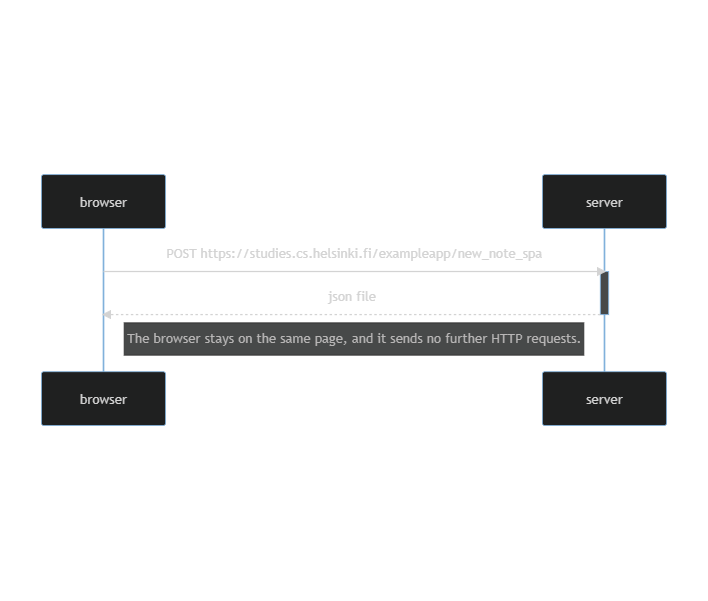 browser
server
POST https://studies.cs.helsinki.fi/exampleapp/new_note_spa
json file
The browser stays on the same page, and it sends no further HTTP requests.
browser
server